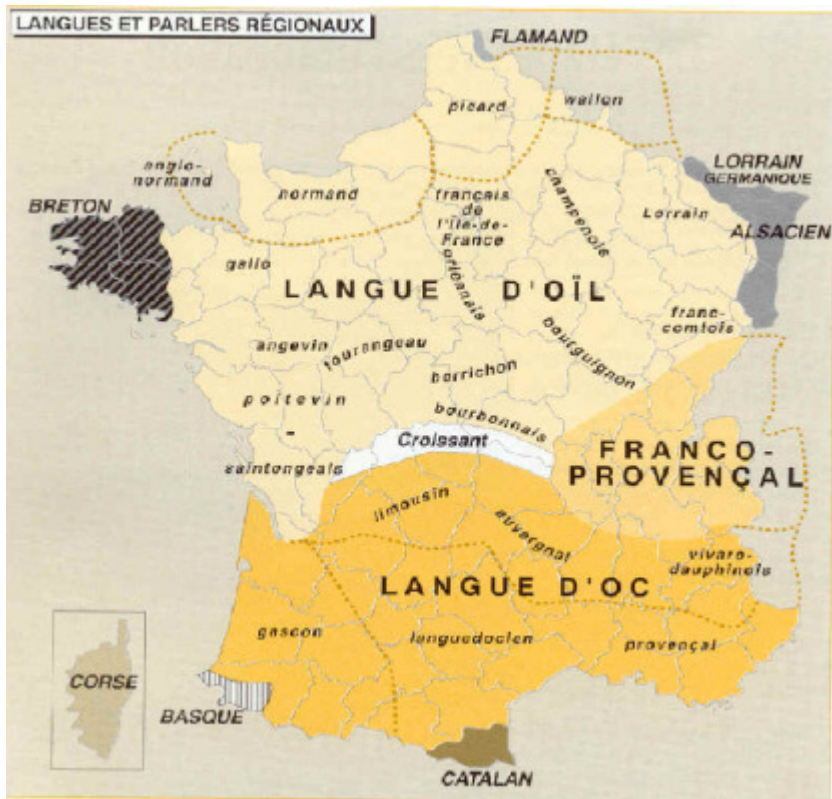 LANGUES ET PARLERS RÉGIONAUX
FLAMAND
picard
wallon
anglo-
normand
normand
LORRAIN
GERMANIQUE
BRETON
français
de
l'Île-de-
France
champenois
Lorrain
ALSACIEN
gallo
orléanais
LANGUE D'OÏL
franc-
comtois
angevin
tourangeau
berrichon
bourguignon
poitevin
-
saintongeais
bourbonnais
Croissant
FRANCO-
PROVENÇAL
limousin
auvergnat
vivaro-
dauphinois
LANGUE D'OC
gascon
languedocien
provençal
CORSE
BASQUE
CATALAN